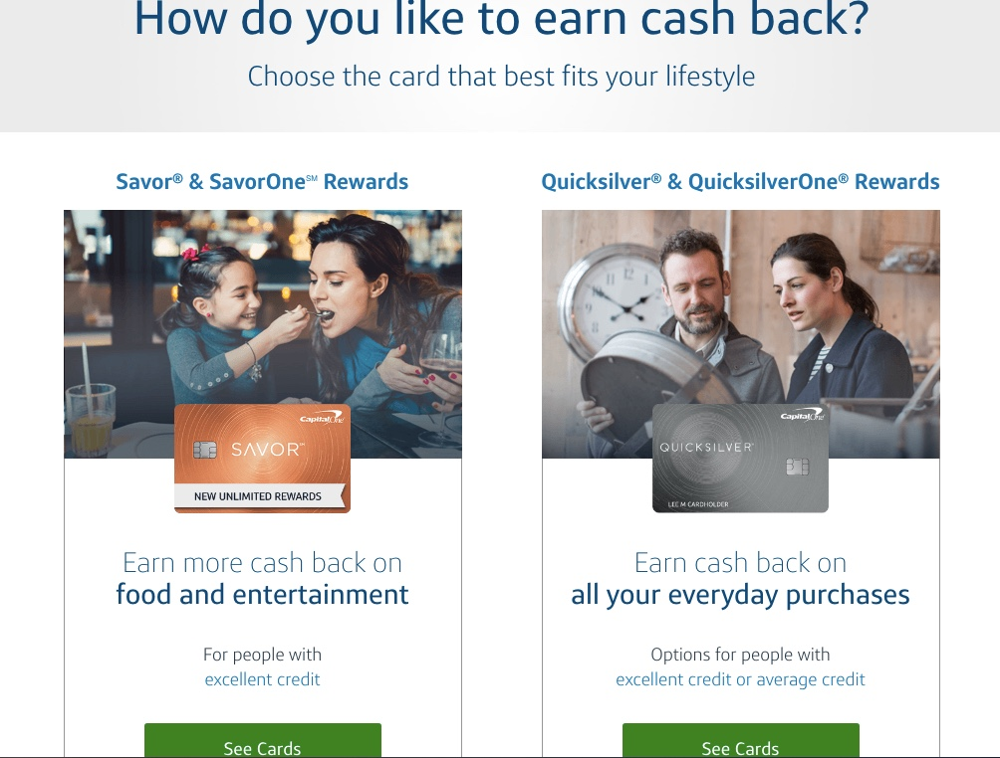 How do you like to earn cash back?
Choose the card that best fits your lifestyle
Savor® & SavorOne℠ Rewards
CapitalOne
SAVOR℠
NEW UNLIMITED REWARDS
Earn more cash back on
food and entertainment
For people with
excellent credit
See Cards
Quicksilver® & QuicksilverOne® Rewards
CapitalOne
QUICKSILVER®
LEE M CARDHOLDER
Earn cash back on
all your everyday purchases
Options for people with
excellent credit or average credit
See Cards